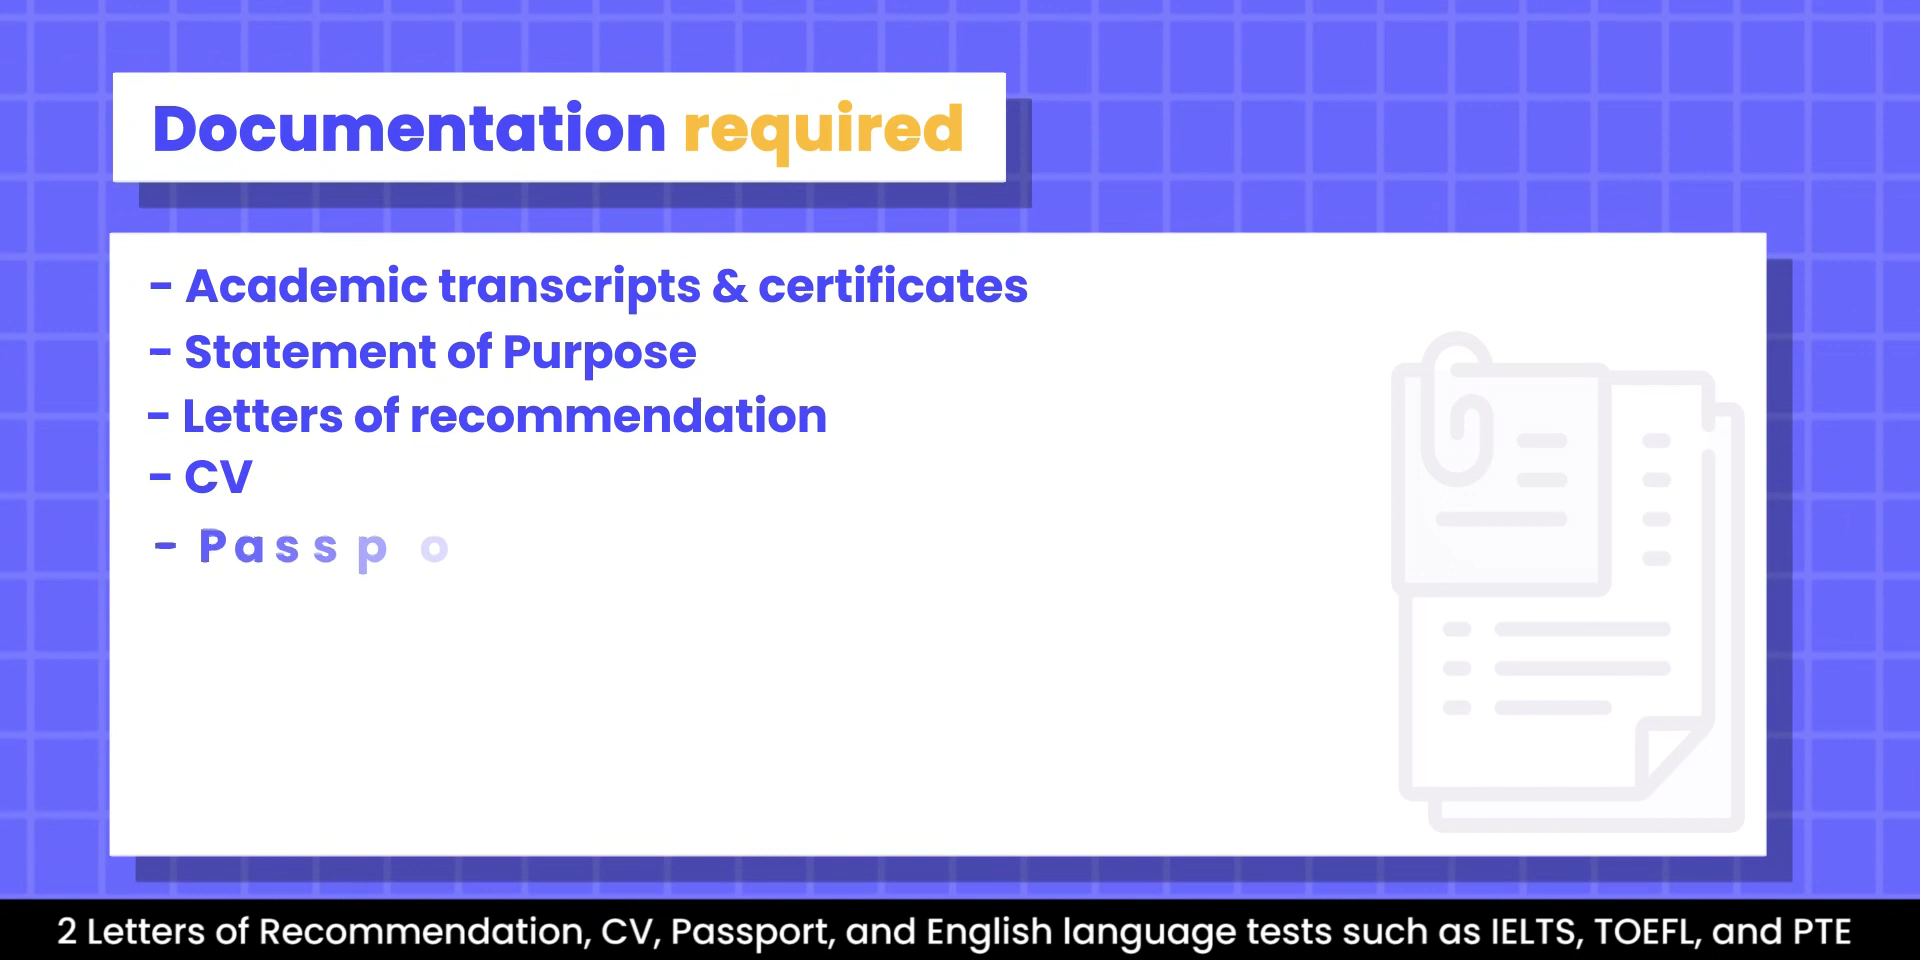 Documentation required
- Academic transcripts & certificates
- Statement of Purpose
- Letters of recommendation
- CV
- Passpo
2 Letters of Recommendation, CV, Passport, and English language tests such as IELTS, TOEFL, and PTE